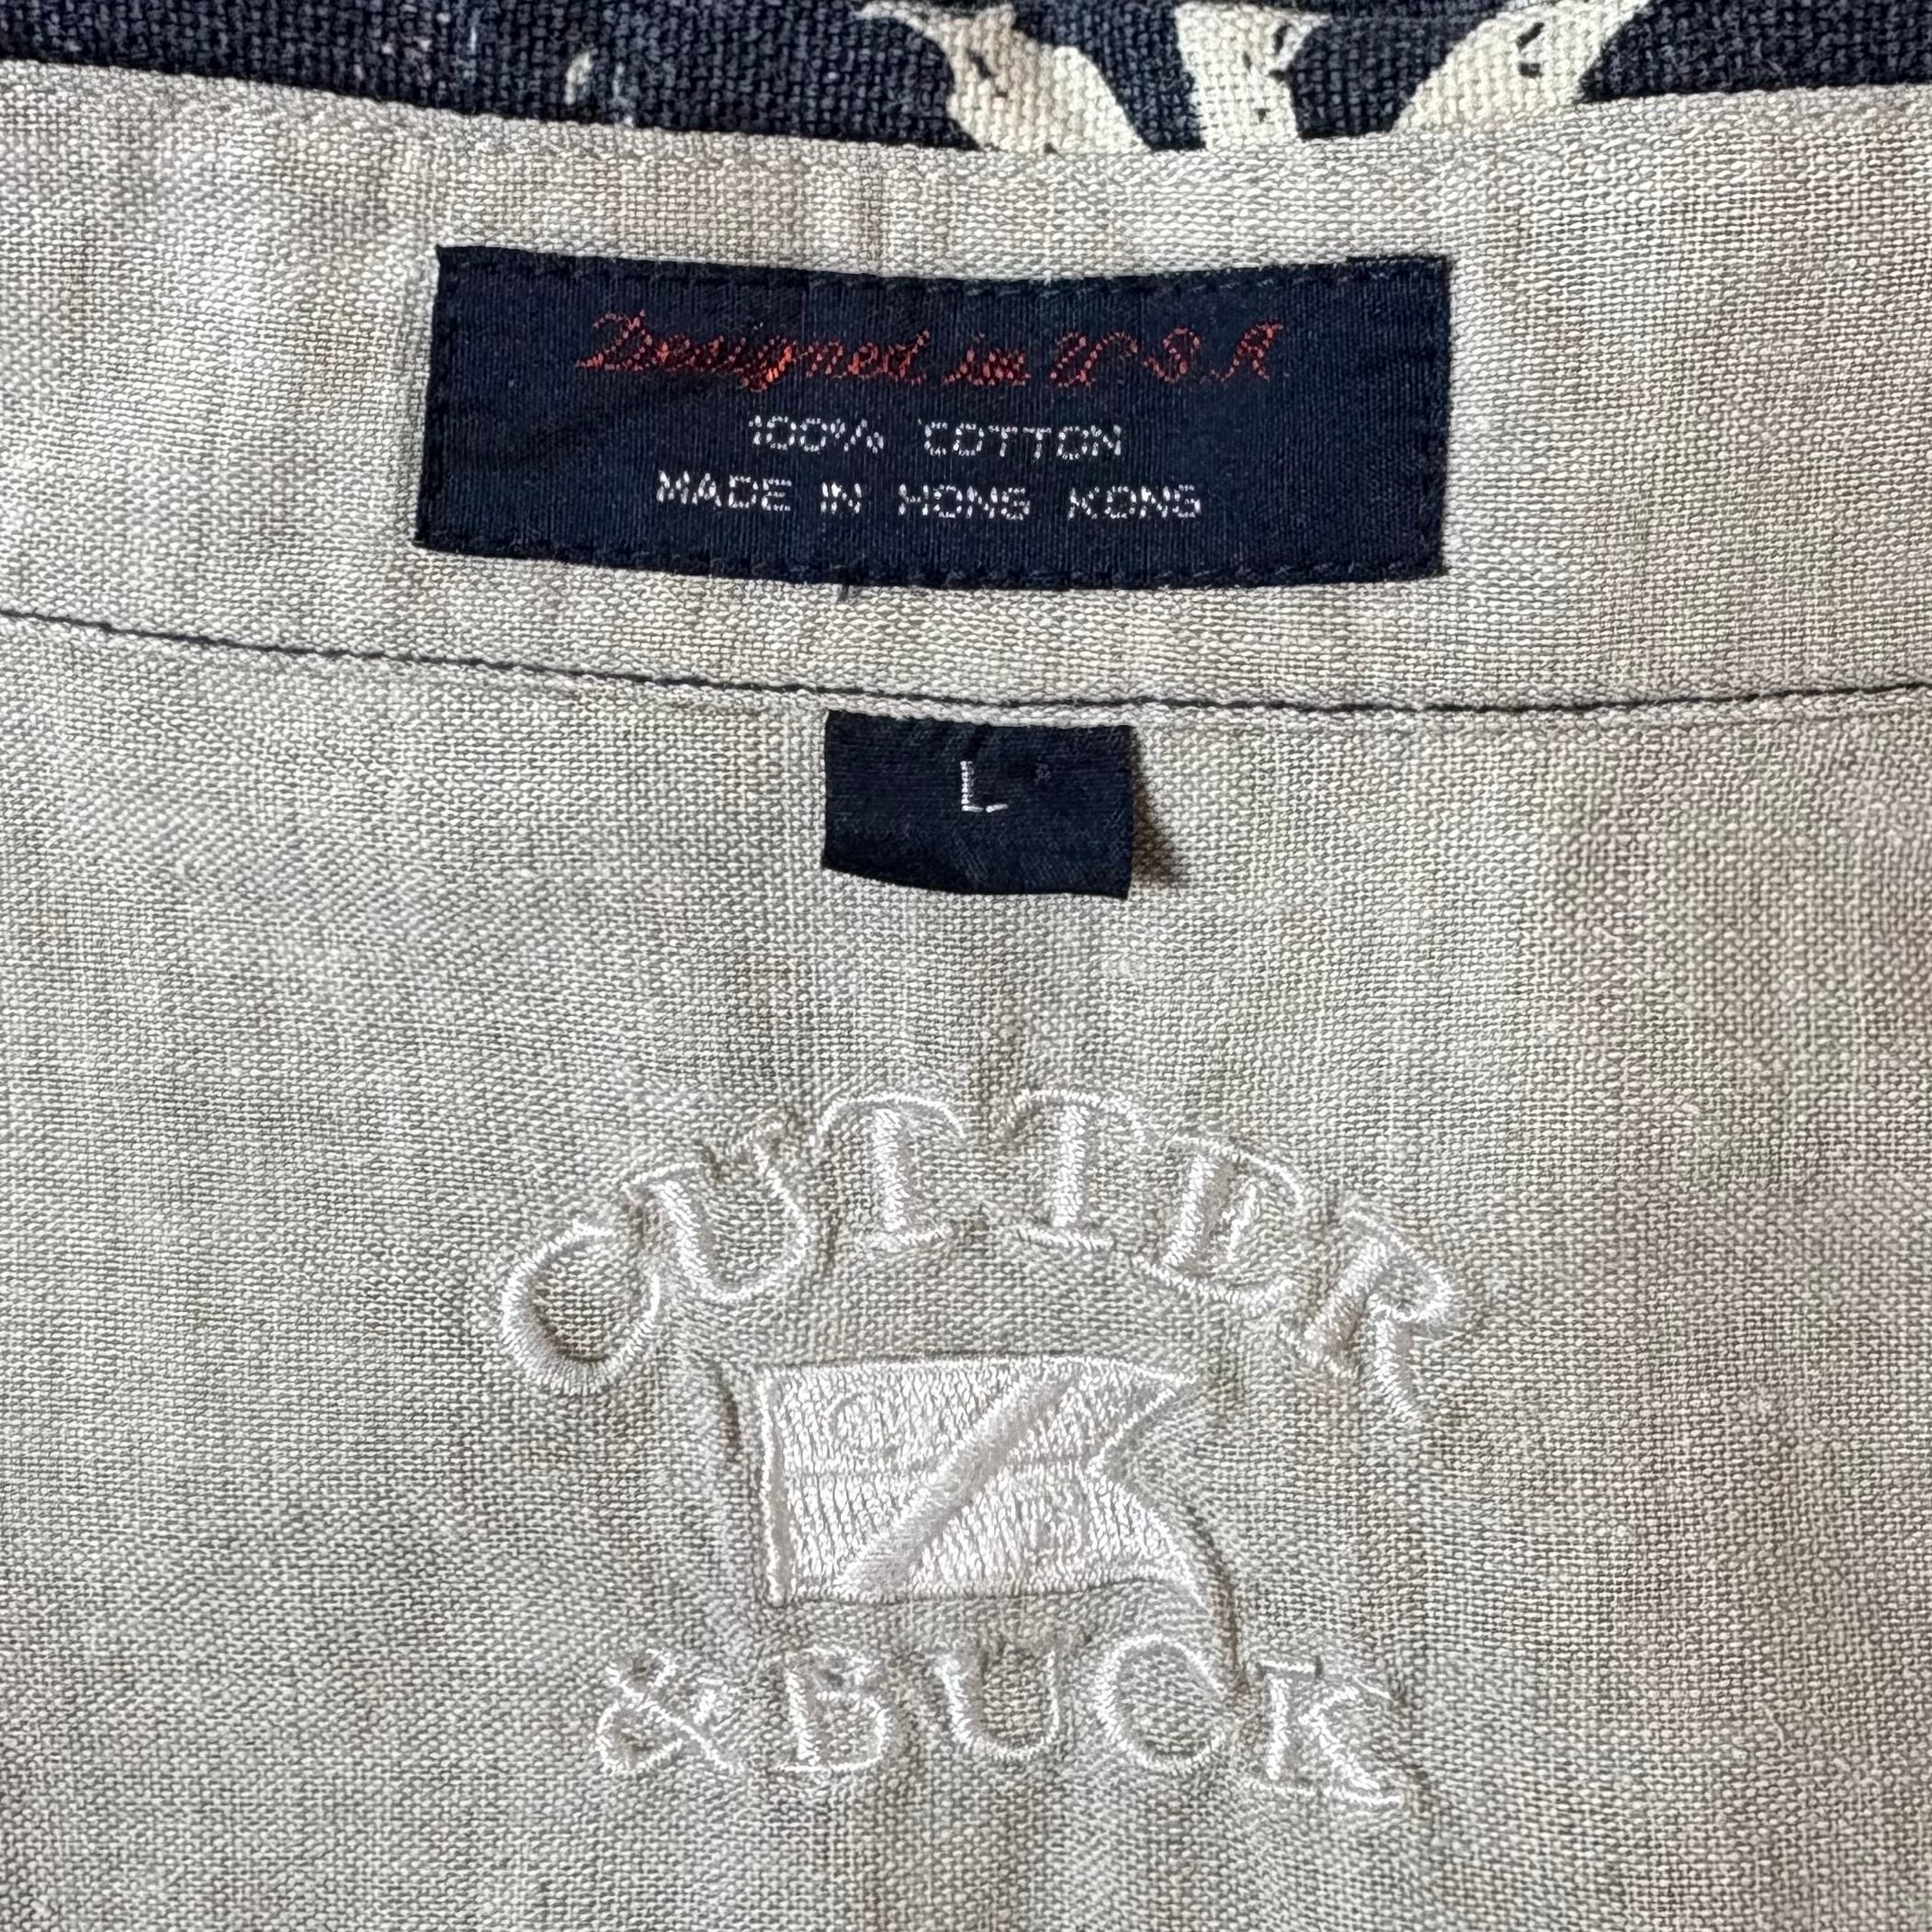 Designed in U.S.A
100% COTTON
MADE IN HONG KONG
L
CUTTER
C
B
& BUCK